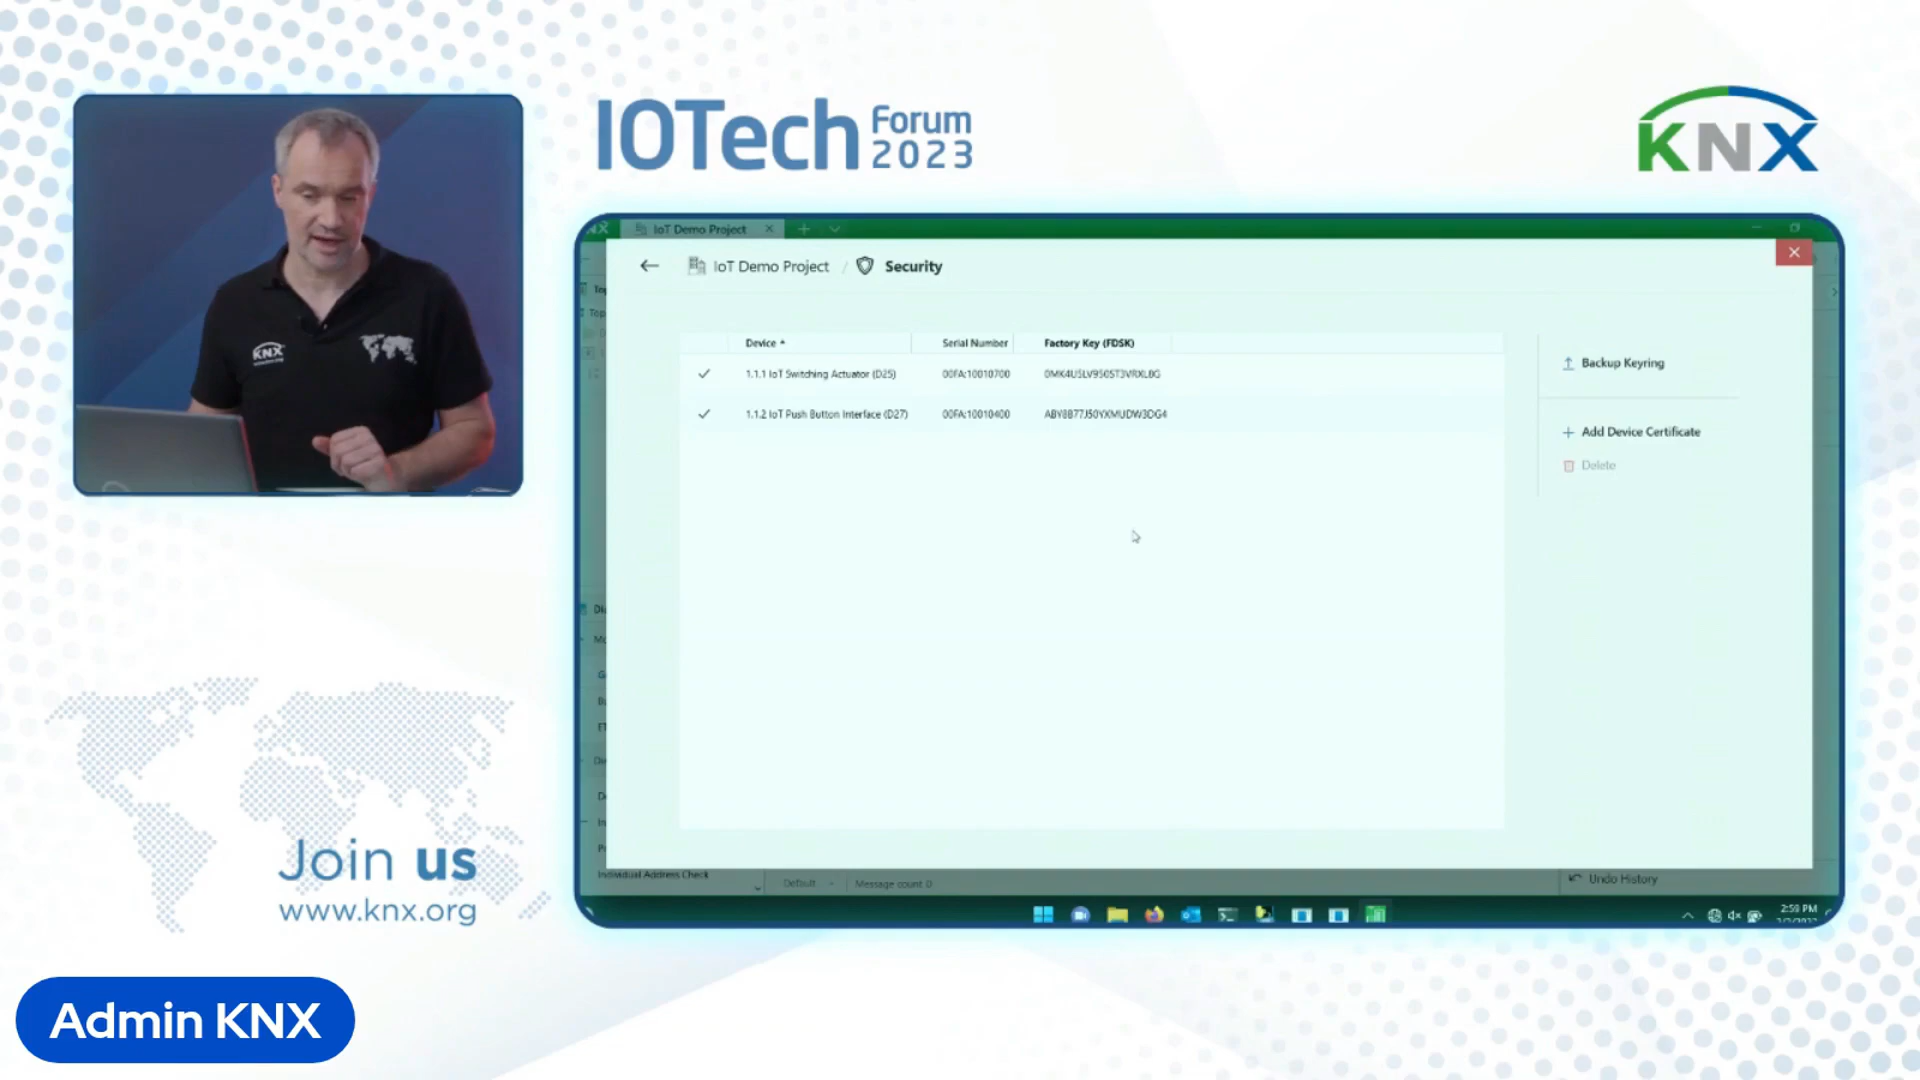 IOTech Forum 2023
KNX
IoT Demo Project
IoT Demo Project / Security
Device Serial Number Factory Key (FDSK)
1.1.1 IoT Switching Actuator (D25) 00FA:10010700
1.1.2 IoT Push Button Interface (D27) 00FA:10010400
Backup Keyring
Add Device Certificate
Delete
Individual Address Check
Default
Message count 0
Undo History
2:59 PM
KNX
Join us
www.knx.org
Admin KNX